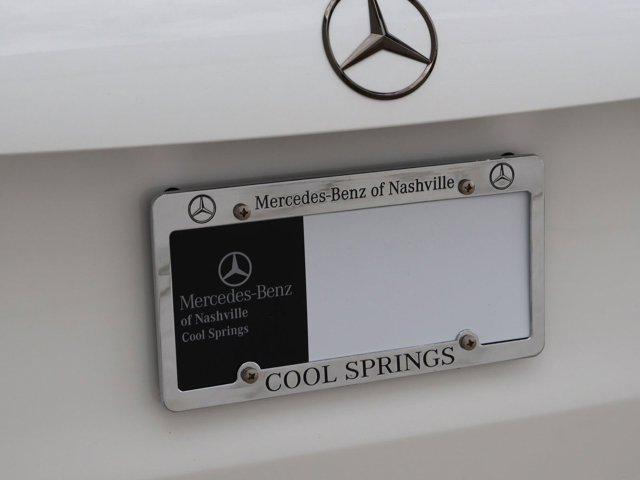 Mercedes-Benz of Nashville
Mercedes-Benz
of Nashville
Cool Springs
COOL SPRINGS